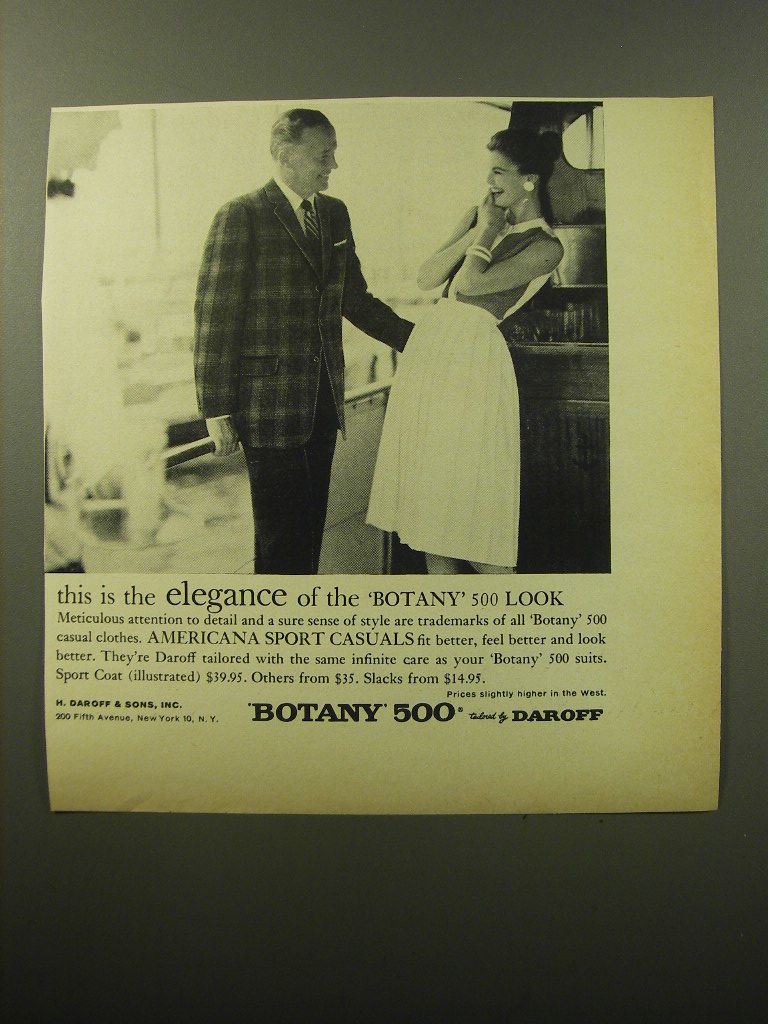 this is the elegance of the ‘BOTANY’ 500 LOOK
Meticulous attention to detail and a sure sense of style are trademarks of all ‘Botany’ 500
casual clothes. AMERICANA SPORT CASUALS fit better, feel better and look
better. They're Daroff tailored with the same infinite care as your ‘Botany’ 500 suits.
Sport Coat (illustrated) $39.95. Others from $35. Slacks from $14.95.
Prices slightly higher in the West.
H. DAROFF & SONS, INC.
200 Fifth Avenue, New York 10, N. Y.
‘BOTANY’ 500® tailored by DAROFF